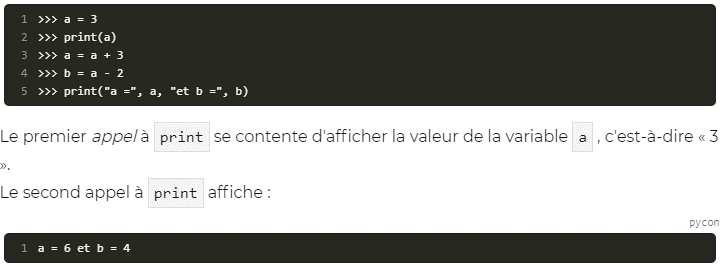 1 >>> a = 3
2 >>> print(a)
3 >>> a = a + 3
4 >>> b = a - 2
5 >>> print("a =", a, "et b =", b)
Le premier appel à print se contente d'afficher la valeur de la variable a , c'est-à-dire « 3
».
Le second appel à print affiche :
pycon
1 a = 6 et b = 4